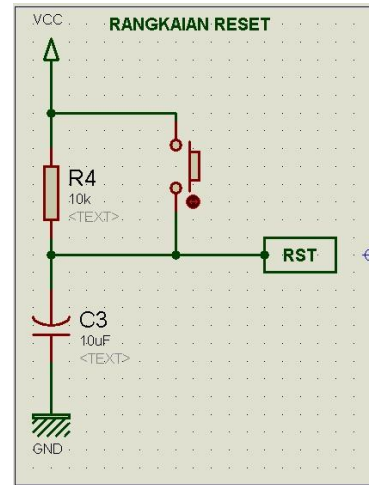 VCC
RANGKAIAN RESET
R4
10k
<TEXT>
RST
C3
10uF
<TEXT>
GND